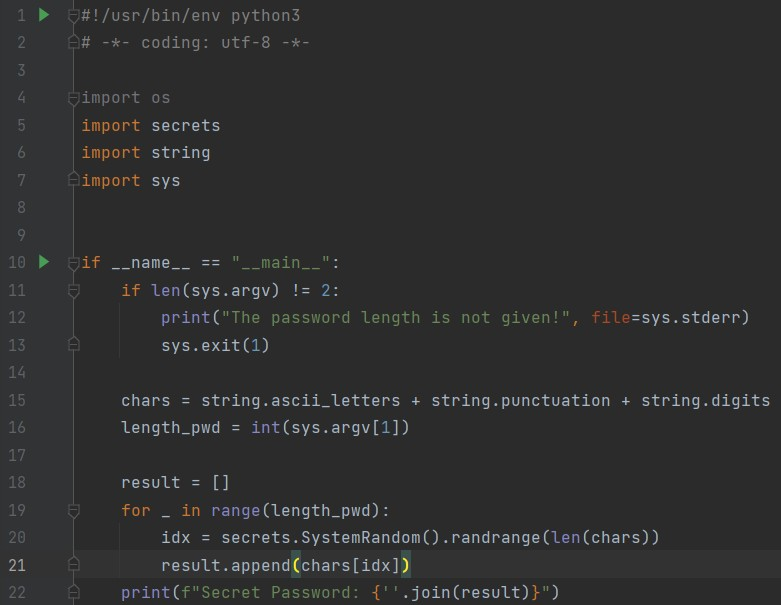 1 #!/usr/bin/env python3
2 # -*- coding: utf-8 -*-
3
4 import os
5 import secrets
6 import string
7 import sys
8
9
10 if __name__ == "__main__":
11     if len(sys.argv) != 2:
12         print("The password length is not given!", file=sys.stderr)
13         sys.exit(1)
14
15     chars = string.ascii_letters + string.punctuation + string.digits
16     length_pwd = int(sys.argv[1])
17
18     result = []
19     for _ in range(length_pwd):
20         idx = secrets.SystemRandom().randrange(len(chars))
21         result.append(chars[idx])
22     print(f"Secret Password: {''.join(result)}")